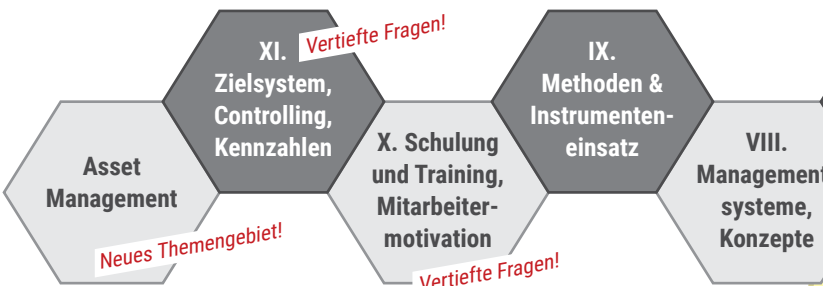 XI.
Zielsystem,
Controlling,
Kennzahlen
Vertiefte Fragen!
IX.
Methoden &
Instrumenten-
einsatz
Asset
Management
Neues Themengebiet!
X. Schulung
und Training,
Mitarbeiter-
motivation
Vertiefte Fragen!
VIII.
Management
systeme,
Konzepte